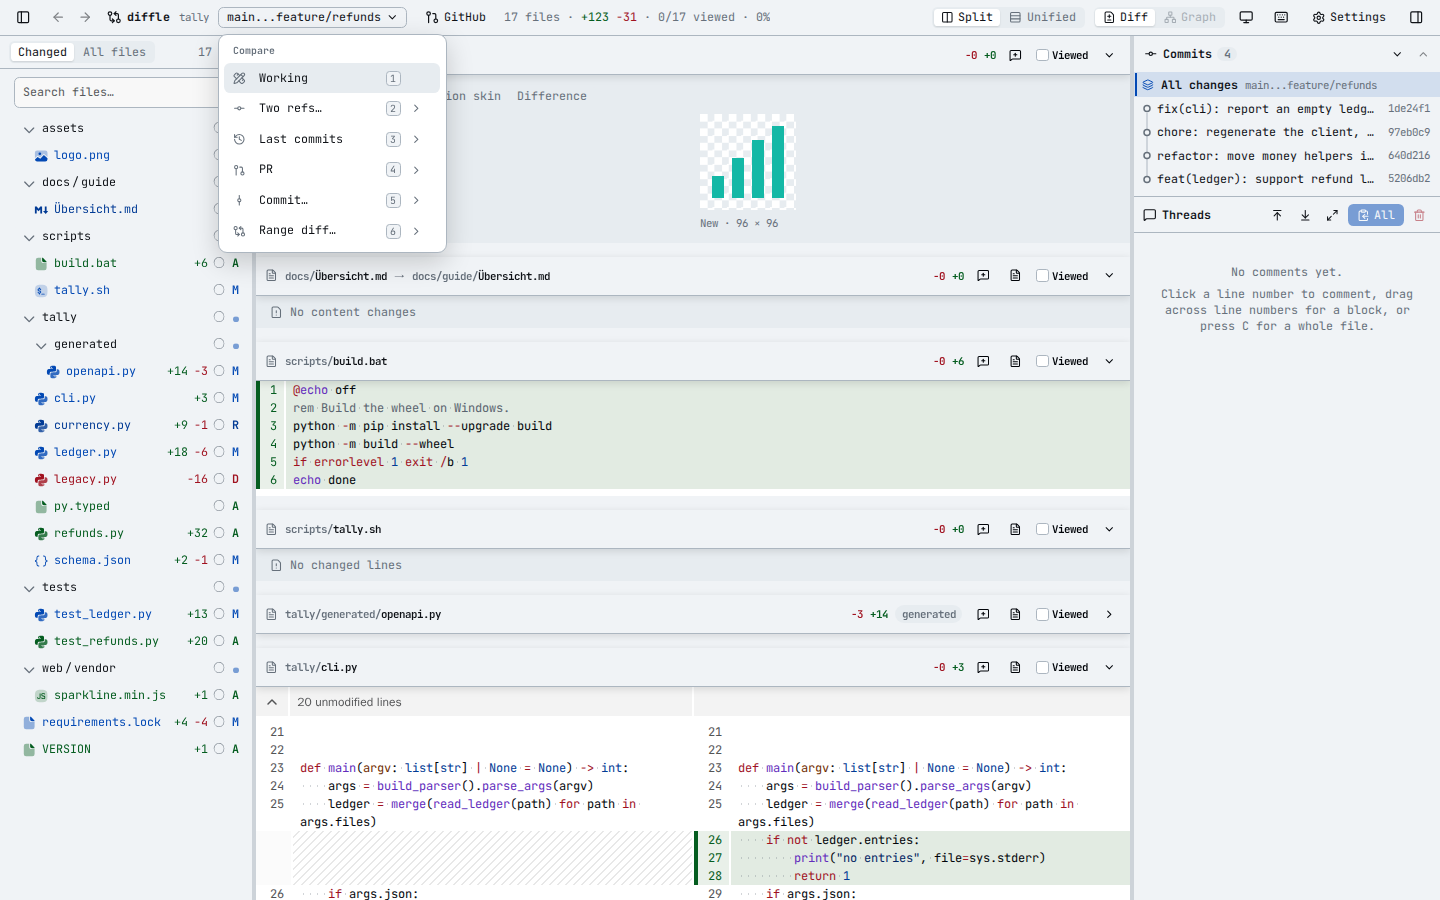 diffle tally main...feature/refunds GitHub 17 files · +123 -31 · 0/17 viewed · 0% Split Unified Diff Graph Settings
Changed All files 17
Search files…
assets
logo.png
docs/guide
Übersicht.md
scripts
build.bat +6 A
tally.sh M
tally
generated
openapi.py +14 -3 M
cli.py +3 M
currency.py +9 -1 R
ledger.py +18 -6 M
legacy.py -16 D
py.typed A
refunds.py +32 A
schema.json +2 -1 M
tests
test_ledger.py +13 M
test_refunds.py +20 A
web/vendor
sparkline.min.js +1 A
requirements.lock +4 -4 M
VERSION +1 A
Compare
Working 1
Two refs… 2
Last commits 3
PR 4
Commit… 5
Range diff… 6
-0 +0 Viewed
ion skin Difference
New · 96 × 96
docs/Übersicht.md → docs/guide/Übersicht.md -0 +0 Viewed
No content changes
scripts/build.bat -0 +6 Viewed
1 @echo off
2 rem Build the wheel on Windows.
3 python -m pip install --upgrade build
4 python -m build --wheel
5 if errorlevel 1 exit /b 1
6 echo done
scripts/tally.sh -0 +0 Viewed
No changed lines
tally/generated/openapi.py -3 +14 generated Viewed
tally/cli.py -0 +3 Viewed
20 unmodified lines
21
22
23 def main(argv: list[str] | None = None) -> int:
24 args = build_parser().parse_args(argv)
25 ledger = merge(read_ledger(path) for path in
args.files)
26 if args.json:
21
22
23 def main(argv: list[str] | None = None) -> int:
24 args = build_parser().parse_args(argv)
25 ledger = merge(read_ledger(path) for path in
args.files)
26 if not ledger.entries:
27 print("no entries", file=sys.stderr)
28 return 1
29 if args.json:
Commits 4
All changes main...feature/refunds
fix(cli): report an empty ledg… 1de24f1
chore: regenerate the client, … 97eb0c9
refactor: move money helpers i… 640d216
feat(ledger): support refund l… 5206db2
Threads All
No comments yet.
Click a line number to comment, drag
across line numbers for a block, or
press C for a whole file.